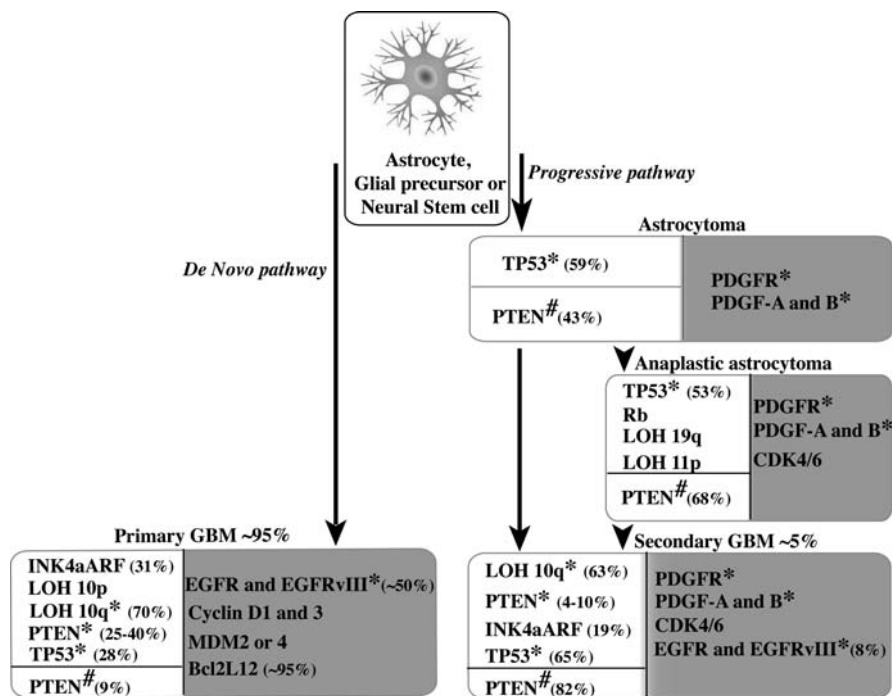 Astrocyte,
Glial precursor or
Neural Stem cell
Progressive pathway
De Novo pathway
Astrocytoma
TP53* (59%)
PTEN# (43%)
PDGFR*
PDGF-A and B*
Anaplastic astrocytoma
TP53* (53%)
Rb
LOH 19q
LOH 11p
PTEN# (68%)
PDGFR*
PDGF-A and B*
CDK4/6
Primary GBM ~95%
INK4aARF (31%)
LOH 10p
LOH 10q* (70%)
PTEN* (25-40%)
TP53* (28%)
PTEN# (9%)
EGFR and EGFRvIII* (~50%)
Cyclin D1 and 3
MDM2 or 4
Bcl2L12 (~95%)
Secondary GBM ~5%
LOH 10q* (63%)
PTEN* (4-10%)
INK4aARF (19%)
TP53* (65%)
PTEN# (82%)
PDGFR*
PDGF-A and B*
CDK4/6
EGFR and EGFRvIII* (8%)